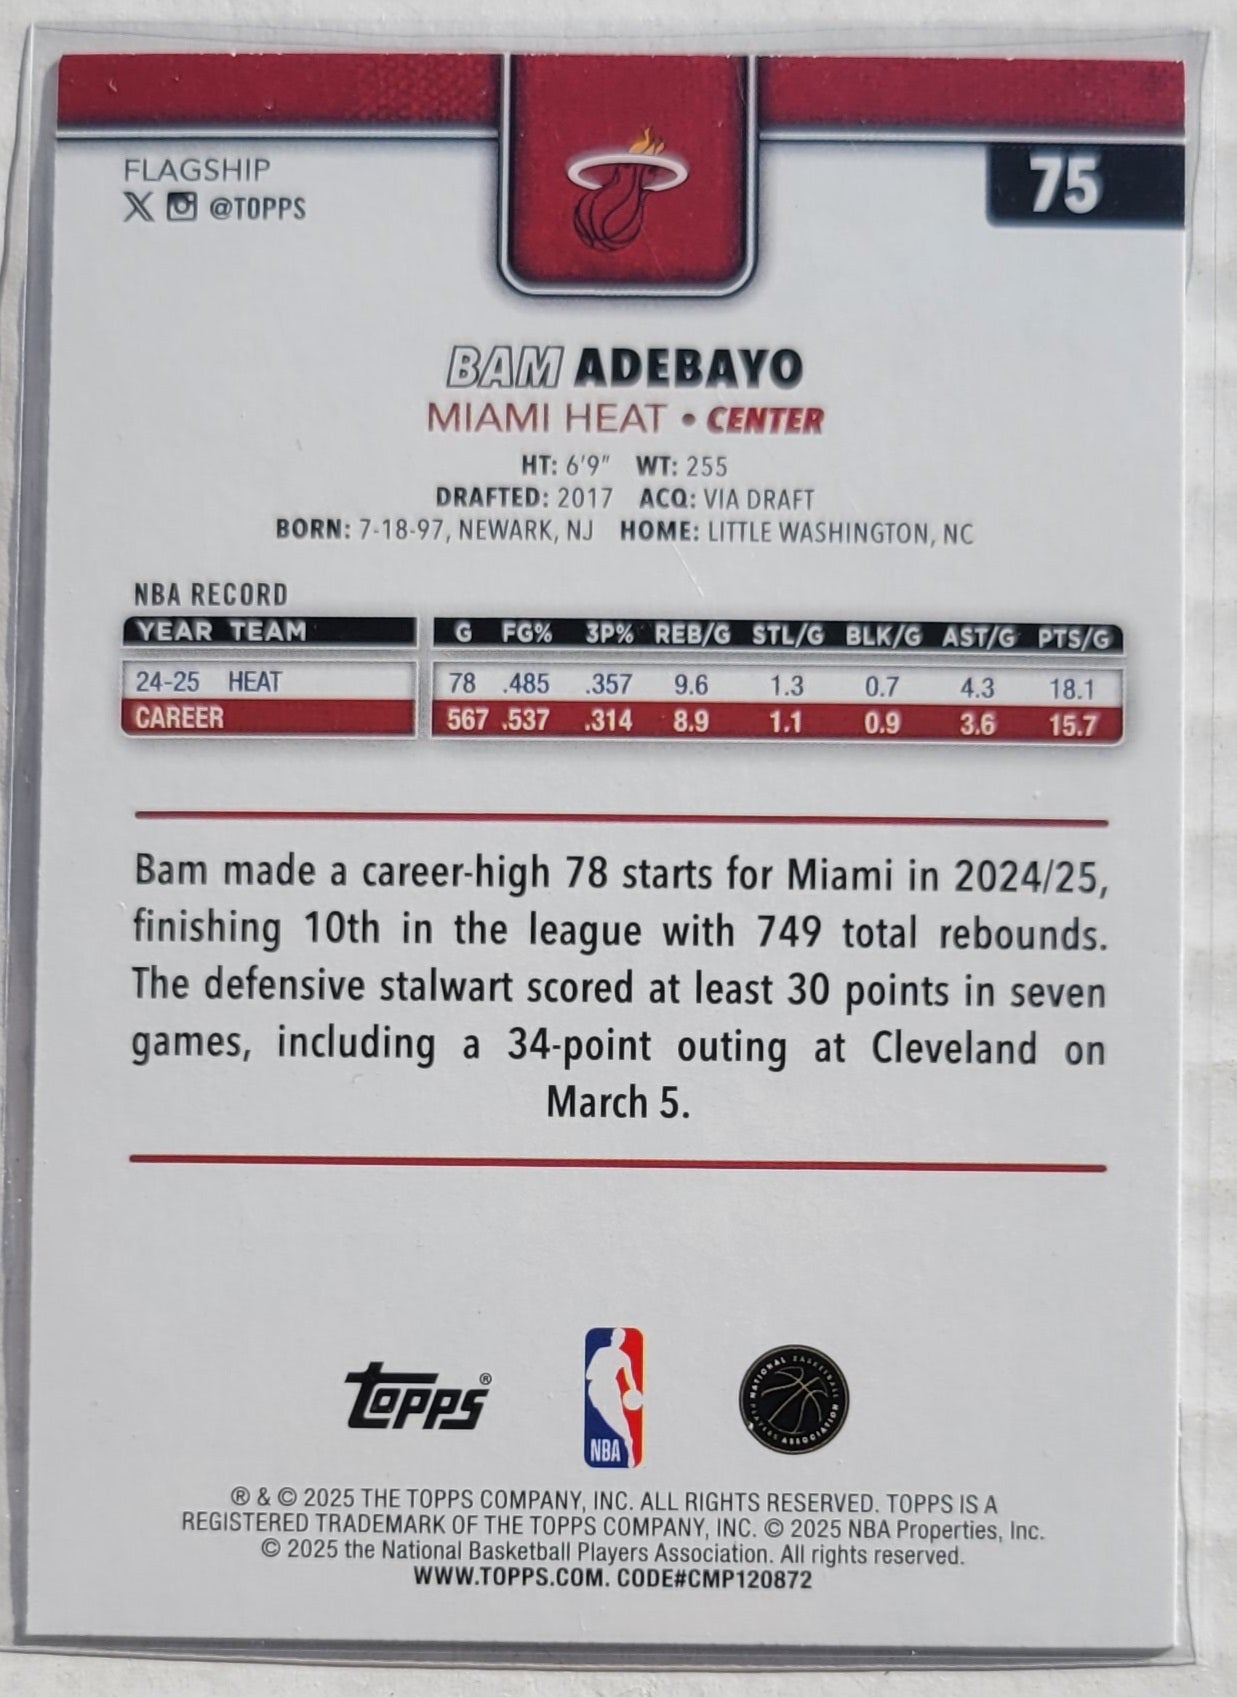 FLAGSHIP
75
X @TOPPS
BAM ADEBAYO
MIAMI HEAT • CENTER
HT: 6'9" WT: 255
DRAFTED: 2017 ACQ: VIA DRAFT
BORN: 7-18-97, NEWARK, NJ HOME: LITTLE WASHINGTON, NC
NBA RECORD
YEAR TEAM G FG% 3P% REB/G STL/G BLK/G AST/G PTS/G
24-25 HEAT 78 .485 .357 9.6 1.3 0.7 4.3 18.1
CAREER 567 .537 .314 8.9 1.1 0.9 3.6 15.7
Bam made a career-high 78 starts for Miami in 2024/25,
finishing 10th in the league with 749 total rebounds.
The defensive stalwart scored at least 30 points in seven
games, including a 34-point outing at Cleveland on
March 5.
TOPPS®
NBA
NATIONAL BASKETBALL PLAYERS ASSOCIATION
® & © 2025 THE TOPPS COMPANY, INC. ALL RIGHTS RESERVED. TOPPS IS A
REGISTERED TRADEMARK OF THE TOPPS COMPANY, INC. © 2025 NBA Properties, Inc.
© 2025 the National Basketball Players Association. All rights reserved.
WWW.TOPPS.COM. CODE#CMP120872